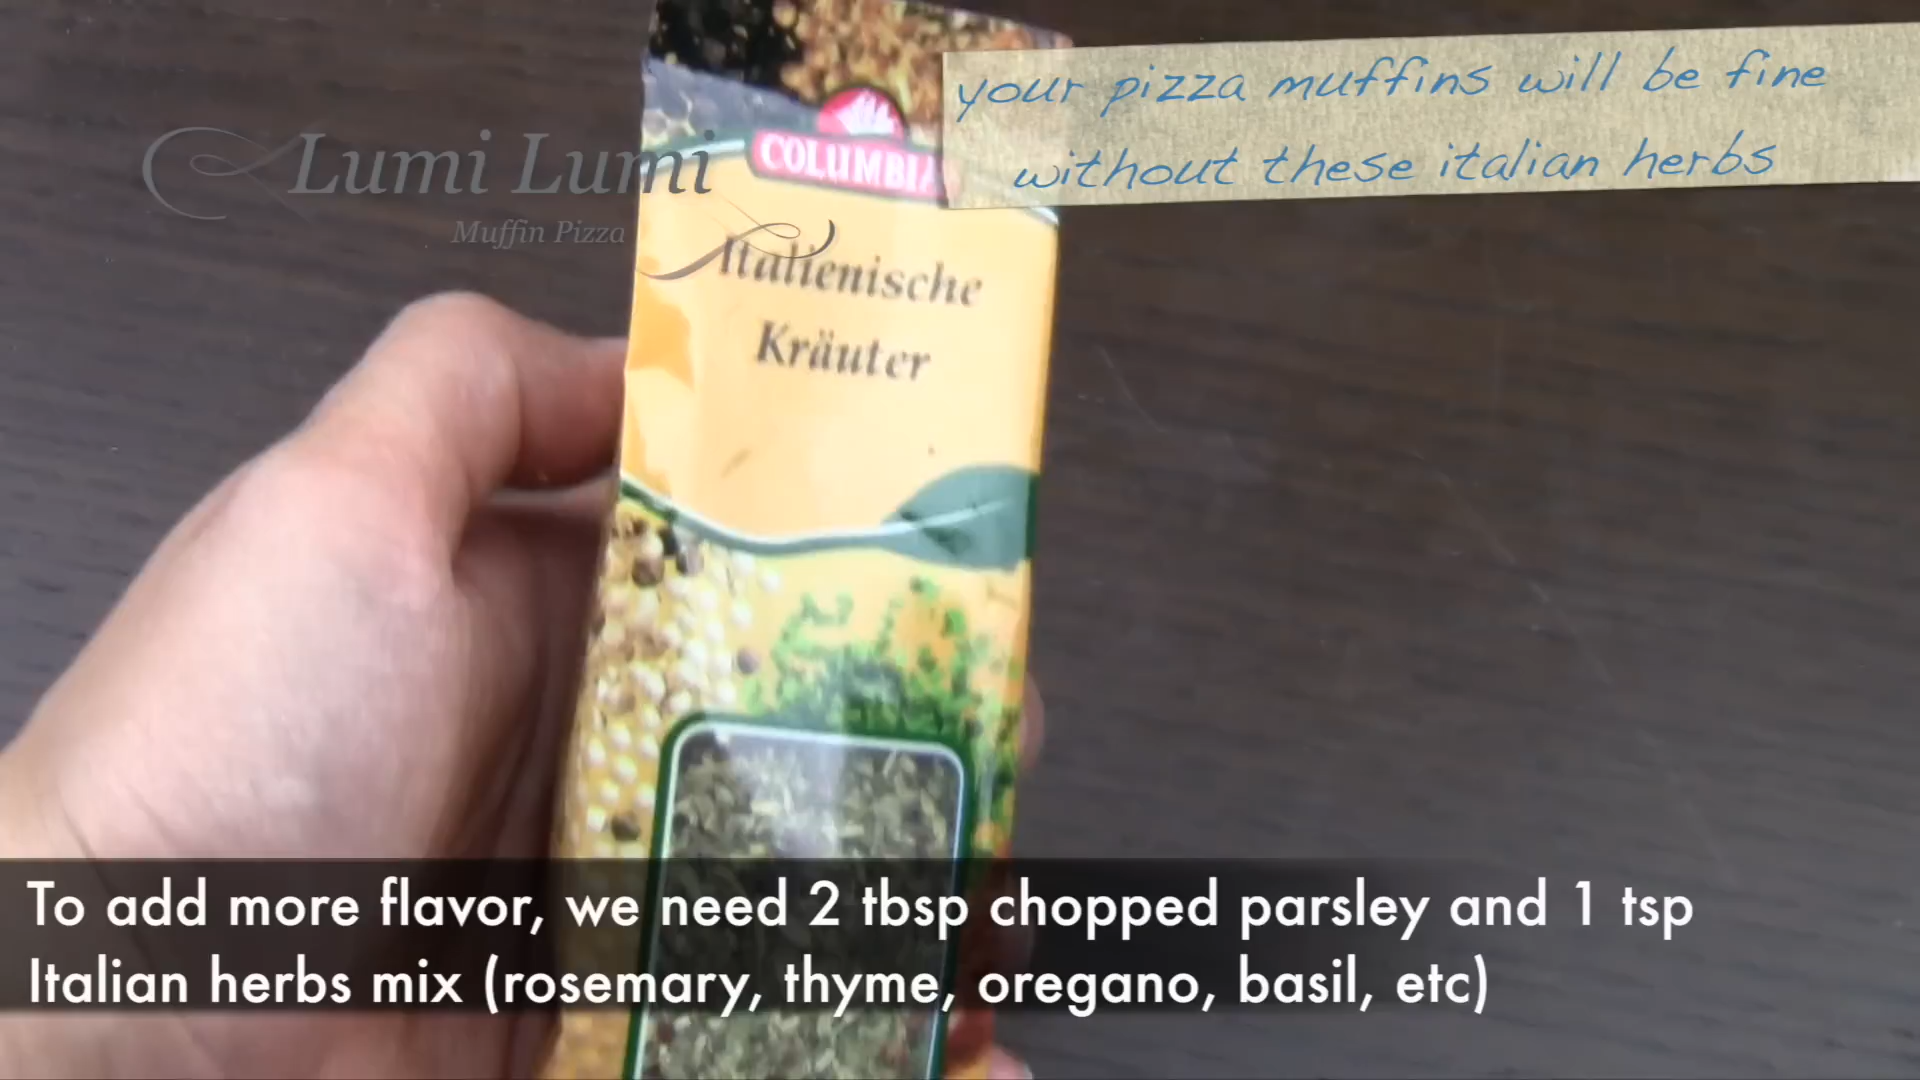 your pizza muffins will be fine
without these italian herbs
Lumi Lumi
Muffin Pizza
Italienische
Kräuter
To add more flavor, we need 2 tbsp chopped parsley and 1 tsp
Italian herbs mix (rosemary, thyme, oregano, basil, etc)